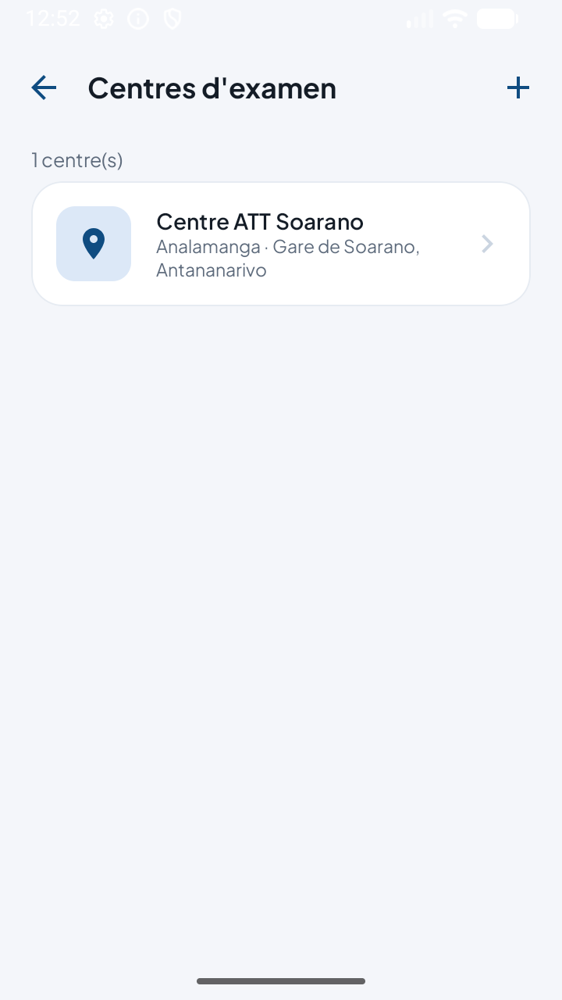 12:52
Centres d'examen
1 centre(s)
Centre ATT Soarano
Analamanga · Gare de Soarano,
Antananarivo